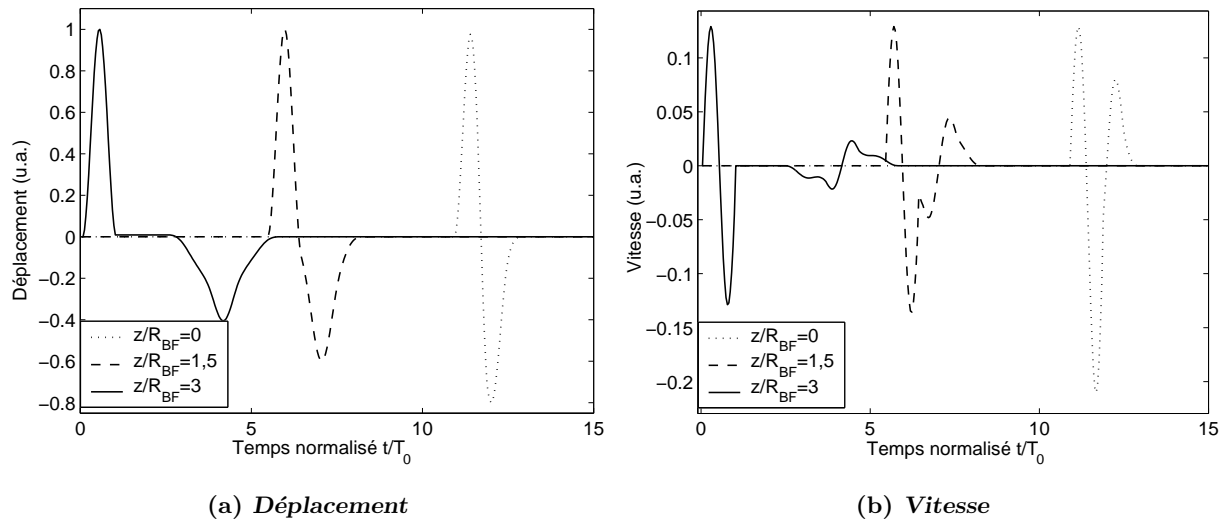 1
0.8
0.6
0.4
0.2
0
−0.2
−0.4
−0.6
−0.8
Déplacement (u.a.)
z/R_BF=0
z/R_BF=1,5
z/R_BF=3
0 5 10 15
Temps normalisé t/T_0
(a) Déplacement
0.1
0.05
0
−0.05
−0.1
−0.15
−0.2
Vitesse (u.a.)
z/R_BF=0
z/R_BF=1,5
z/R_BF=3
0 5 10 15
Temps normalisé t/T_0
(b) Vitesse